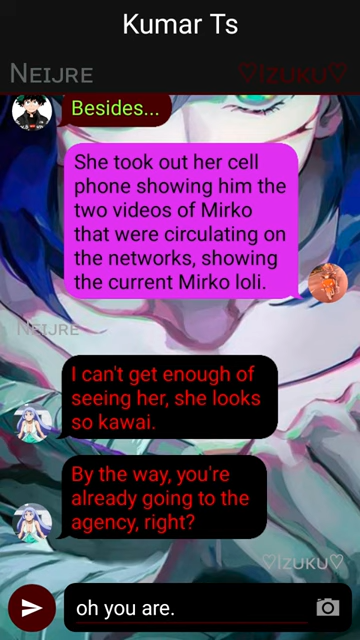 Kumar Ts
NEIJRE
♡IZUKU♡
Besides...
She took out her cell
phone showing him the
two videos of Mirko
that were circulating on
the networks, showing
the current Mirko loli.
NEIJRE
I can't get enough of
seeing her, she looks
so kawai.
By the way, you're
already going to the
agency, right?
♡IZUKU♡
oh you are.